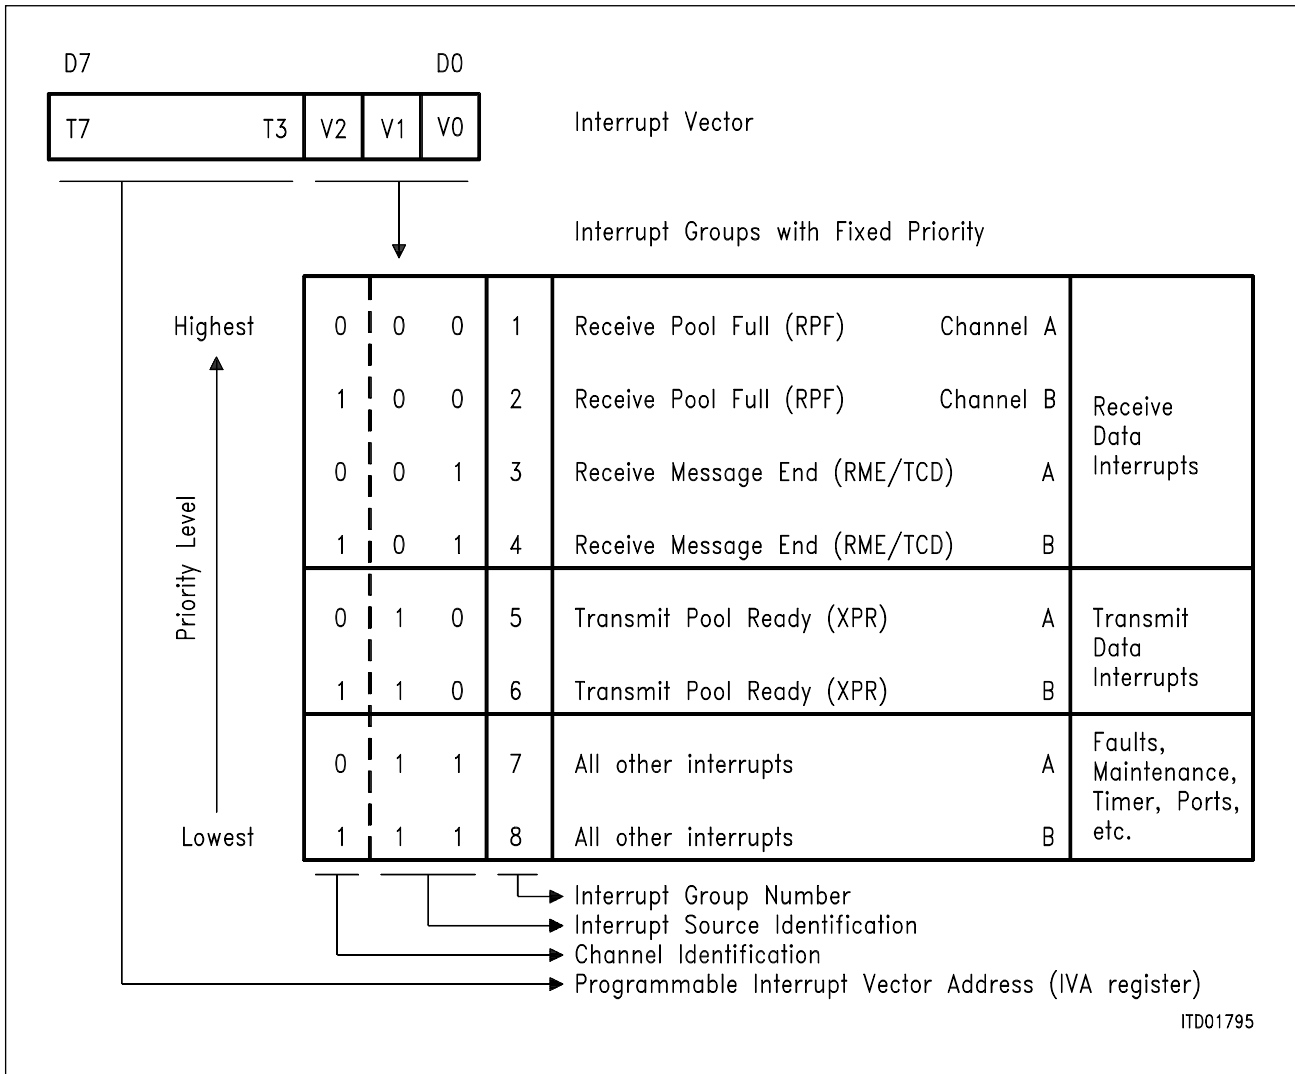 D7 D0
T7 T3 V2 V1 V0 Interrupt Vector
Interrupt Groups with Fixed Priority
Highest 0 0 0 1 Receive Pool Full (RPF) Channel A
1 0 0 2 Receive Pool Full (RPF) Channel B
0 0 1 3 Receive Message End (RME/TCD) A
1 0 1 4 Receive Message End (RME/TCD) B
Receive
Data
Interrupts
Priority Level
0 1 0 5 Transmit Pool Ready (XPR) A
1 1 0 6 Transmit Pool Ready (XPR) B
Transmit
Data
Interrupts
0 1 1 7 All other interrupts A
Lowest 1 1 1 8 All other interrupts B
Faults,
Maintenance,
Timer, Ports,
etc.
Interrupt Group Number
Interrupt Source Identification
Channel Identification
Programmable Interrupt Vector Address (IVA register)
ITD01795